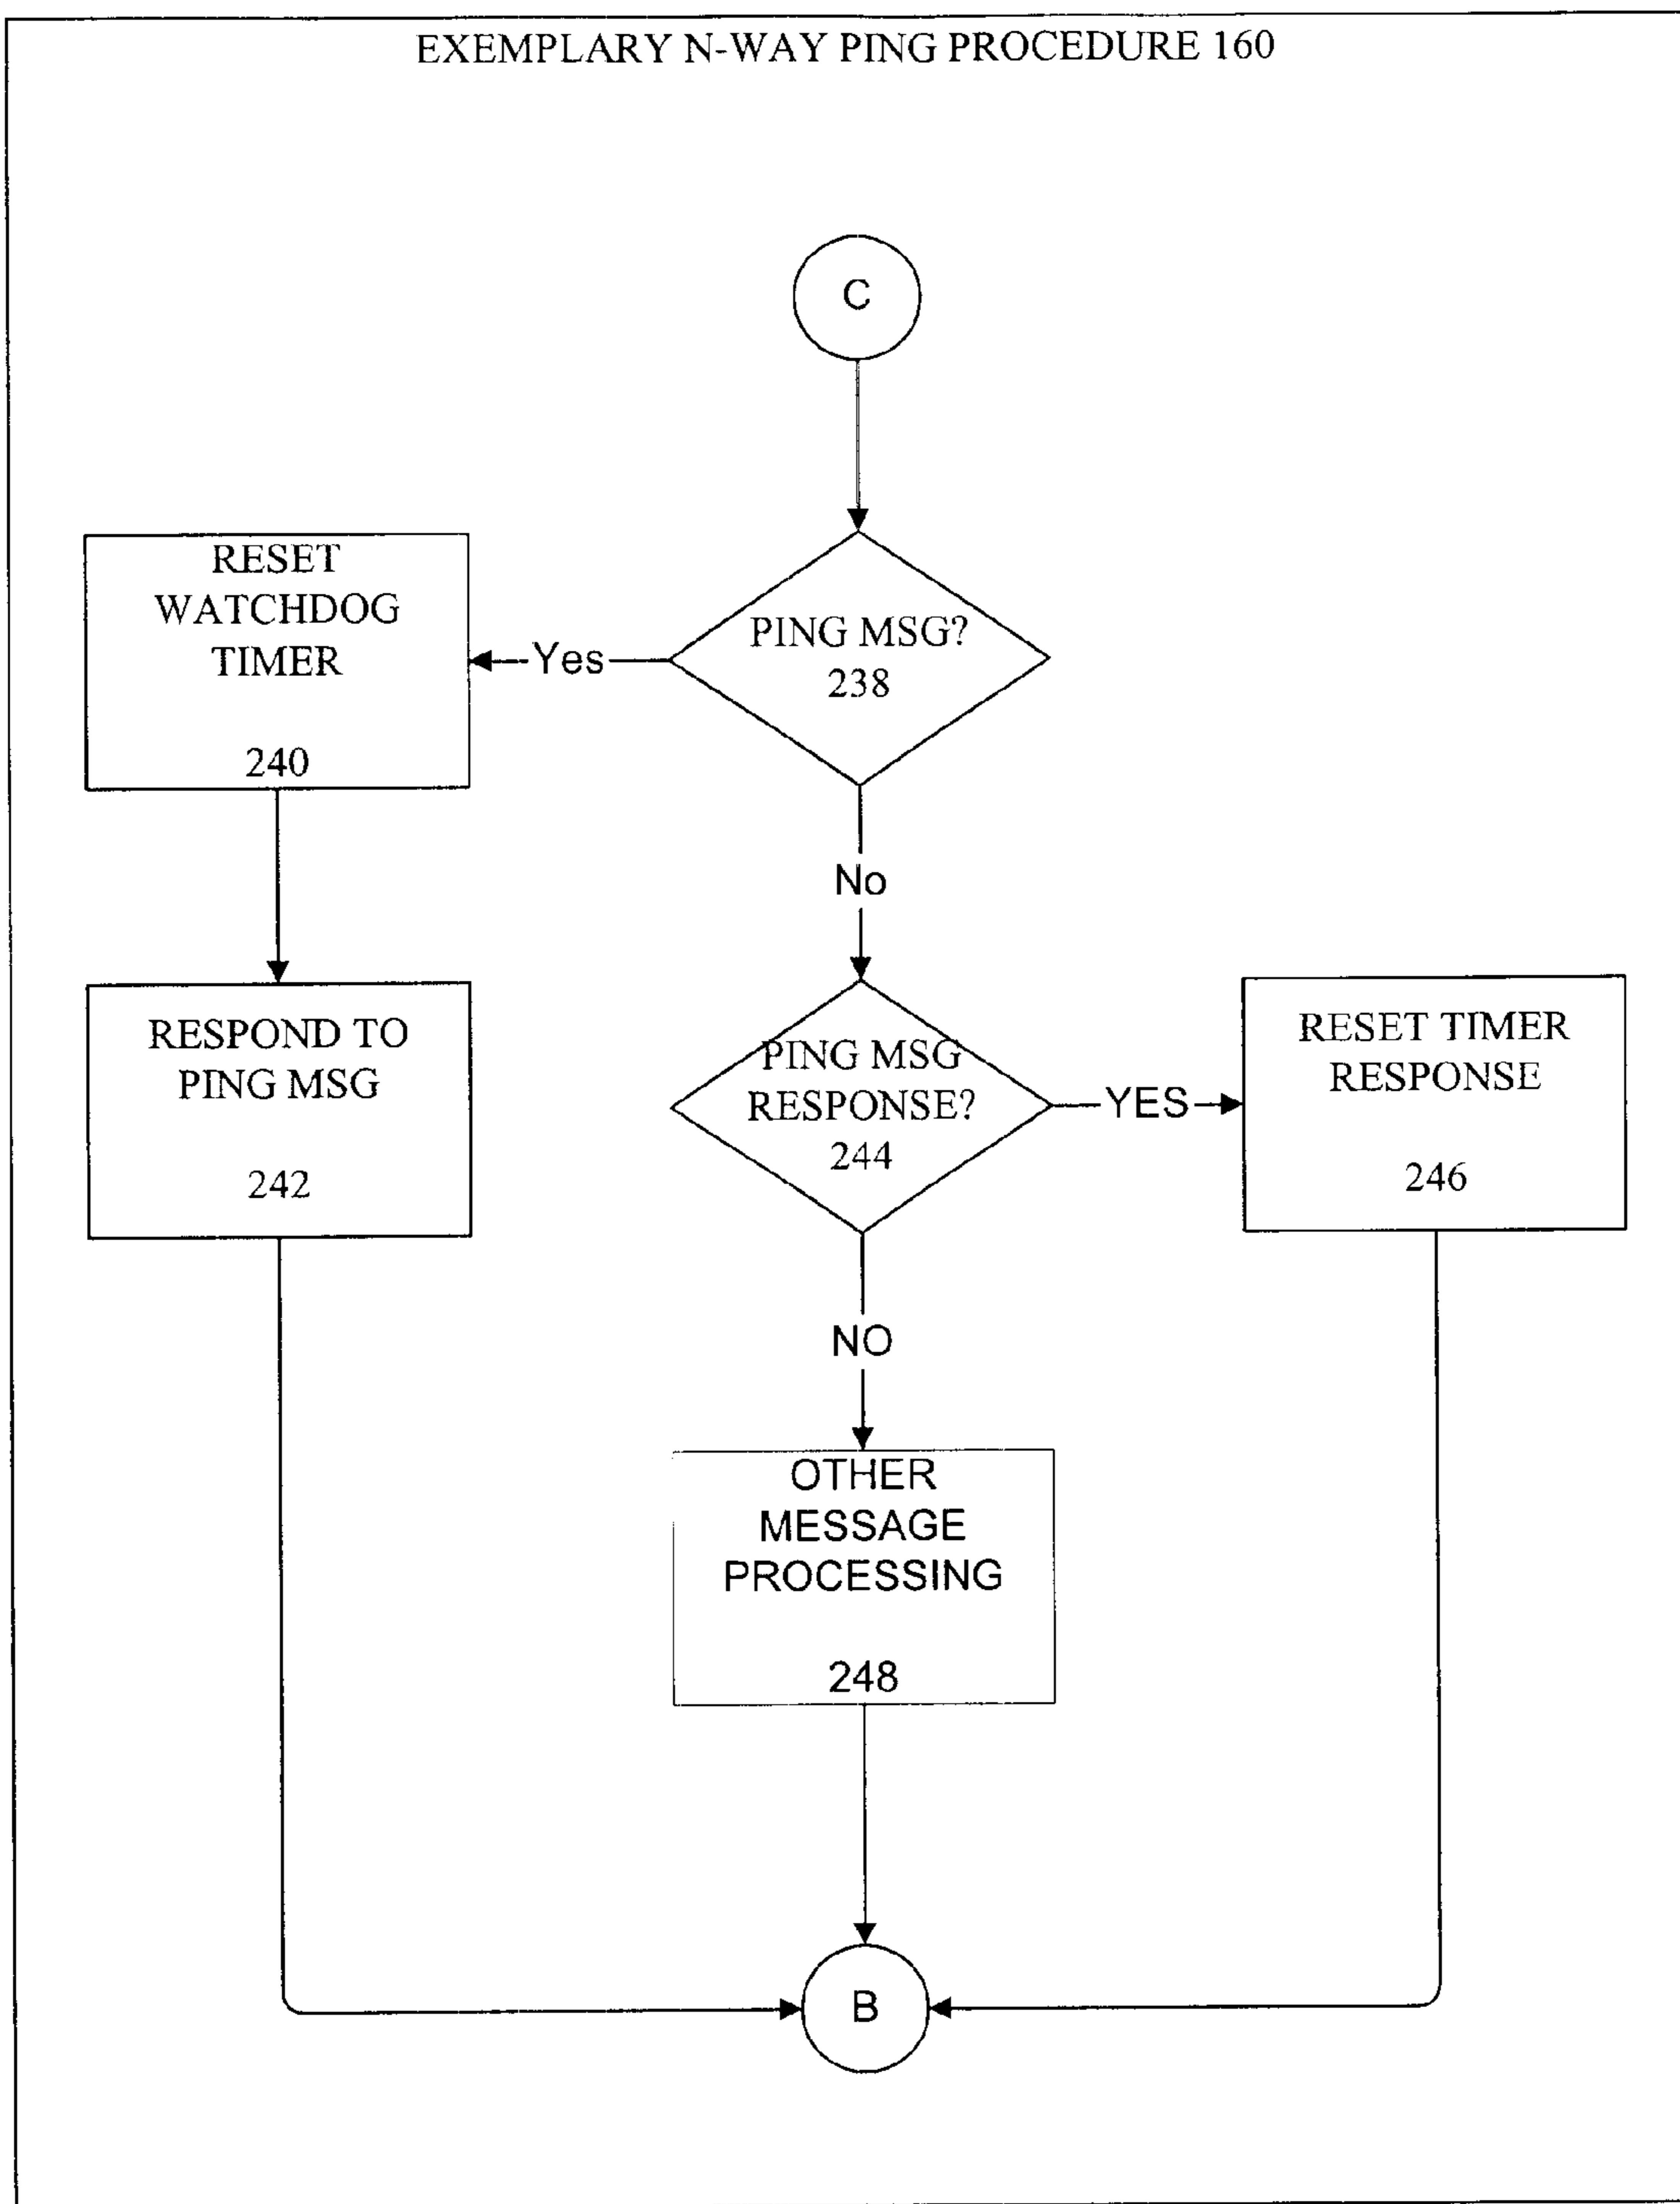 EXEMPLARY N-WAY PING PROCEDURE 160
C
RESET
WATCHDOG
TIMER
240
Yes
PING MSG?
238
No
RESPOND TO
PING MSG
242
PING MSG
RESPONSE?
244
YES
RESET TIMER
RESPONSE
246
NO
OTHER
MESSAGE
PROCESSING
248
B